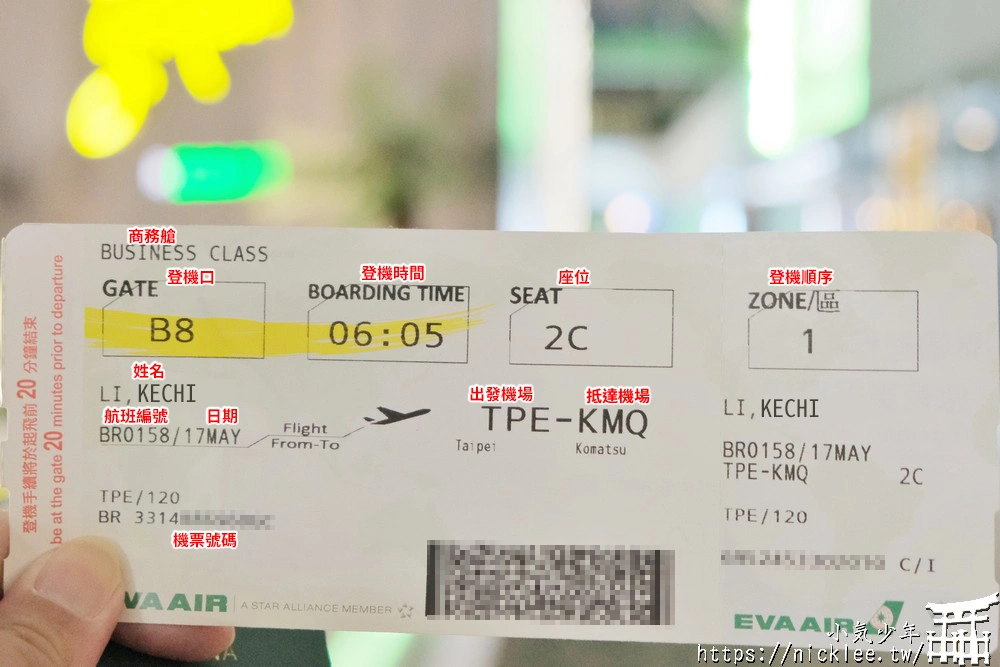 商務艙
BUSINESS CLASS
登機口
GATE
B8
登機時間
BOARDING TIME
06:05
座位
SEAT
2C
登機順序
ZONE/區
1
姓名
LI,KECHI
航班編號 日期
BR0158/17MAY
Flight
From-To
出發機場 抵達機場
TPE-KMQ
Taipei Komatsu
TPE/120
BR 3314
機票號碼
EVA AIR A STAR ALLIANCE MEMBER
登機手續將於起飛前 20 分鐘結束
be at the gate 20 minutes prior to departure
LI,KECHI
BR0158/17MAY
TPE-KMQ 2C
TPE/120
C/I
EVA AIR
小氣少年
https://nicklee.tw/